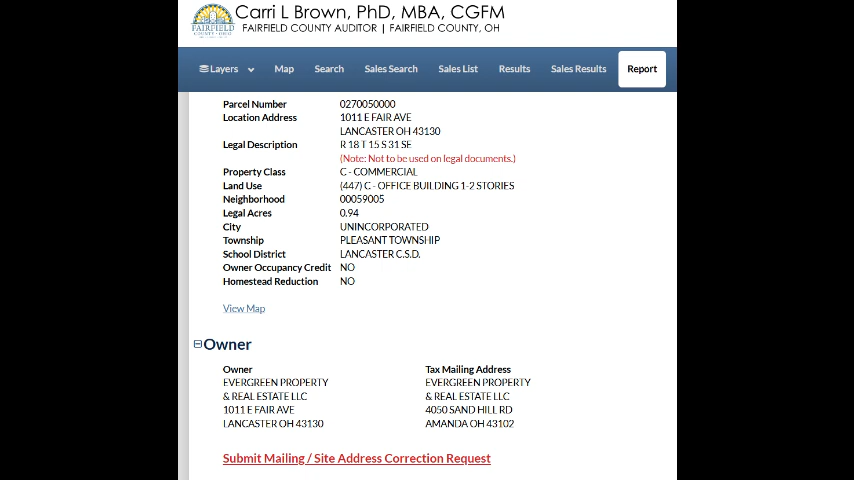 Carri L Brown, PhD, MBA, CGFM
FAIRFIELD COUNTY AUDITOR | FAIRFIELD COUNTY, OH
FAIRFIELD
Layers Map Search Sales Search Sales List Results Sales Results Report
Parcel Number 0270050000
Location Address 1011 E FAIR AVE
LANCASTER OH 43130
Legal Description R 18 T 15 S 31 SE
(Note: Not to be used on legal documents.)
Property Class C - COMMERCIAL
Land Use (447) C - OFFICE BUILDING 1-2 STORIES
Neighborhood 00059005
Legal Acres 0.94
City UNINCORPORATED
Township PLEASANT TOWNSHIP
School District LANCASTER C.S.D.
Owner Occupancy Credit NO
Homestead Reduction NO
View Map
Owner
Owner Tax Mailing Address
EVERGREEN PROPERTY EVERGREEN PROPERTY
& REAL ESTATE LLC & REAL ESTATE LLC
1011 E FAIR AVE 4050 SAND HILL RD
LANCASTER OH 43130 AMANDA OH 43102
Submit Mailing / Site Address Correction Request